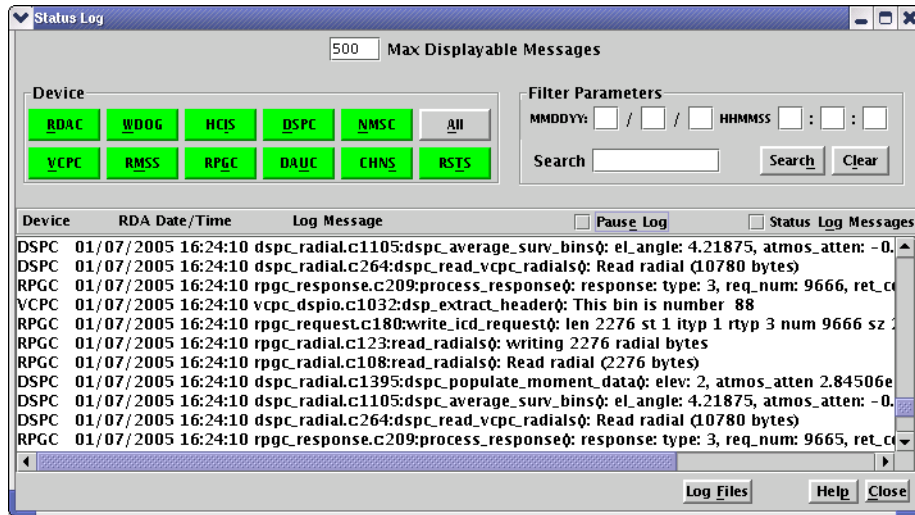 Status Log
500 Max Displayable Messages
Device
RDAC WDOG HCIS DSPC NMSC All
VCPC RMSS RPGC DAUC CHNS RSTS
Filter Parameters
MMDDYY: / / HHMMSS : :
Search Search Clear
Device RDA Date/Time Log Message Pause Log Status Log Messages
DSPC 01/07/2005 16:24:10 dspc_radial.c1105:dspc_average_surv_bins(): el_angle: 4.21875, atmos_atten: -0.
DSPC 01/07/2005 16:24:10 dspc_radial.c264:dspc_read_vcpc_radials(): Read radial (10780 bytes)
RPGC 01/07/2005 16:24:10 rpgc_response.c209:process_response(): response: type: 3, req_num: 9666, ret_c
VCPC 01/07/2005 16:24:10 vcpc_dspio.c1032:dsp_extract_header(): This bin is number 88
RPGC 01/07/2005 16:24:10 rpgc_request.c180:write_icd_request(): len 2276 st 1 ityp 1 rtyp 3 num 9666 sz
RPGC 01/07/2005 16:24:10 rpgc_radial.c123:read_radials(): writing 2276 radial bytes
RPGC 01/07/2005 16:24:10 rpgc_radial.c108:read_radials(): Read radial (2276 bytes)
DSPC 01/07/2005 16:24:10 dspc_radial.c1395:dspc_populate_moment_data(): elev: 2, atmos_atten 2.84506e
DSPC 01/07/2005 16:24:10 dspc_radial.c1105:dspc_average_surv_bins(): el_angle: 4.21875, atmos_atten: -0.
DSPC 01/07/2005 16:24:10 dspc_radial.c264:dspc_read_vcpc_radials(): Read radial (10780 bytes)
RPGC 01/07/2005 16:24:10 rpgc_response.c209:process_response(): response: type: 3, req_num: 9665, ret_c
Log Files Help Close